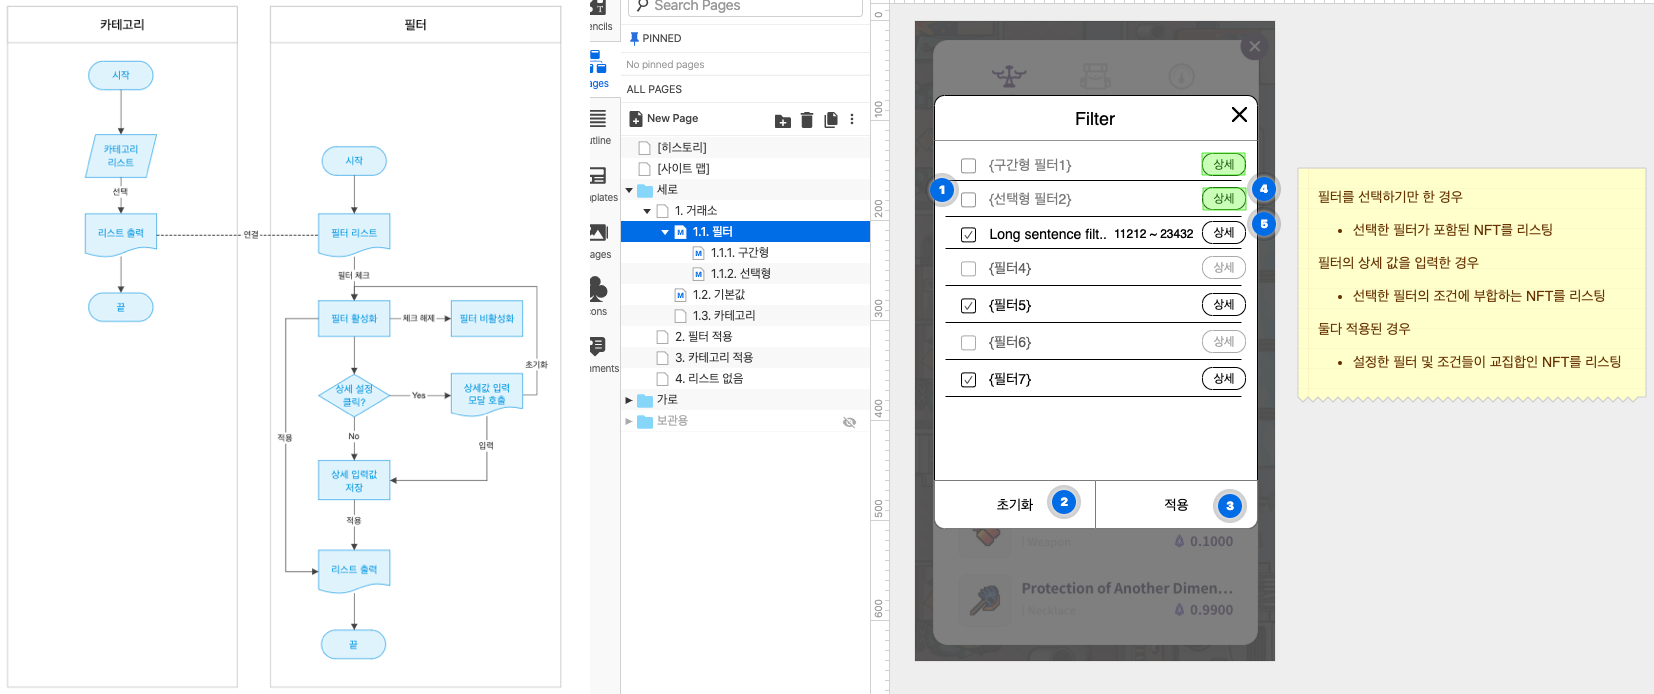 카테고리
시작
카테고리
리스트
선택
리스트 출력
끝
연결
필터
시작
필터 리스트
필터 체크
필터 활성화
체크 해제
필터 비활성화
초기화
상세 설정
클릭?
Yes
상세값 입력
모달 호출
No
입력
적용
상세 입력값
저장
적용
리스트 출력
끝
encils
ages
utline
nplates
ages
ons
nments
Search Pages
PINNED
No pinned pages
ALL PAGES
New Page
[히스토리]
[사이트 맵]
세로
1. 거래소
M 1.1. 필터
M 1.1.1. 구간형
M 1.1.2. 선택형
M 1.2. 기본값
1.3. 카테고리
2. 필터 적용
3. 카테고리 적용
4. 리스트 없음
가로
보관용
0
100
200
300
400
500
600
Filter
{구간형 필터1} 상세
1 {선택형 필터2} 상세 4
5
Long sentence filt.. 11212 ~ 23432 상세
{필터4} 상세
{필터5} 상세
{필터6} 상세
{필터7} 상세
초기화 2 적용 3
Weapon 0.1000
Protection of Another Dimen...
Necklace 0.9900
필터를 선택하기만 한 경우
• 선택한 필터가 포함된 NFT를 리스팅
필터의 상세 값을 입력한 경우
• 선택한 필터의 조건에 부합하는 NFT를 리스팅
둘다 적용된 경우
• 설정한 필터 및 조건들이 교집합인 NFT를 리스팅